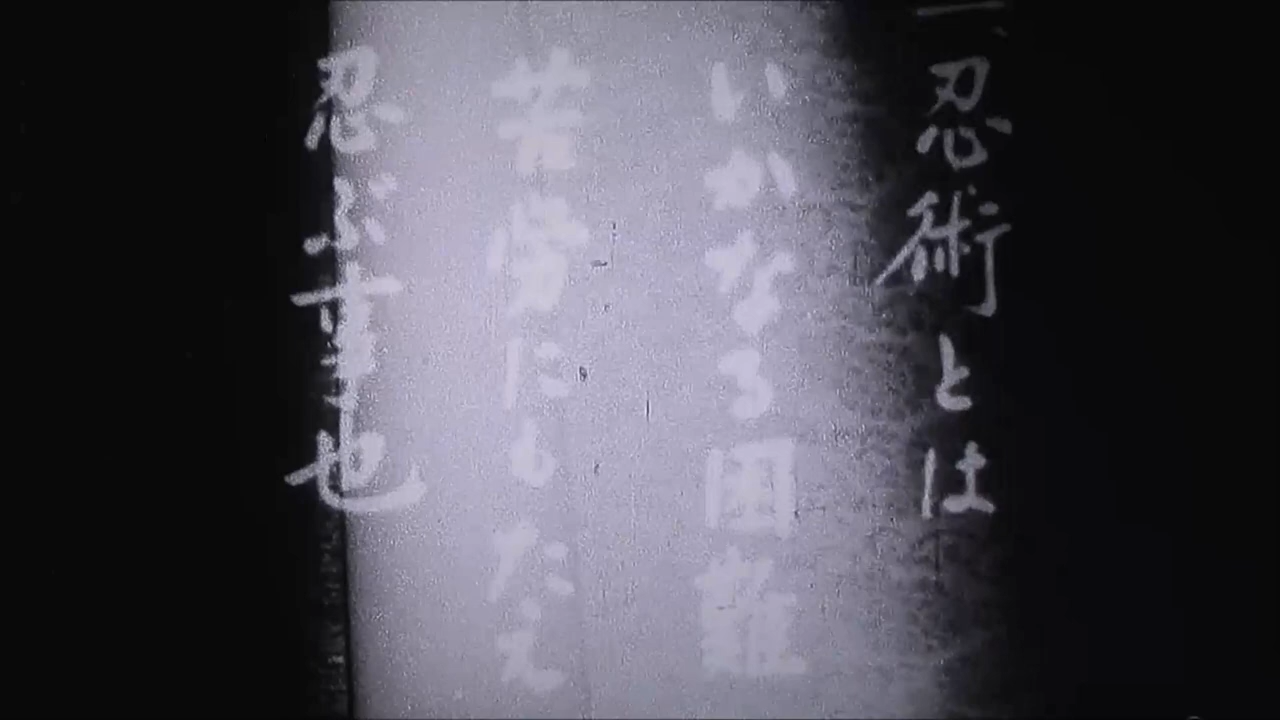 一、忍術とは
いかなる困難
苦労にもたえ
忍ぶ事也